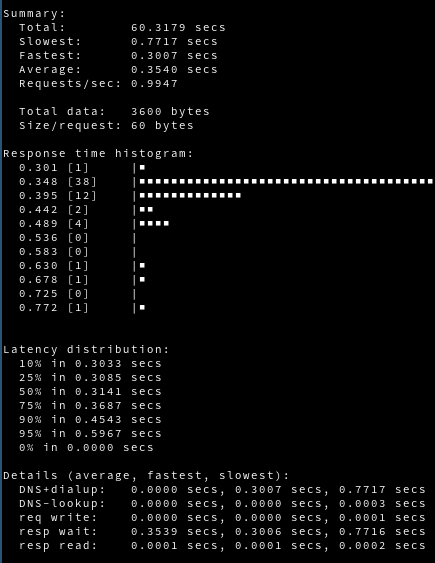 Summary:
  Total:        60.3179 secs
  Slowest:      0.7717 secs
  Fastest:      0.3007 secs
  Average:      0.3540 secs
  Requests/sec: 0.9947

  Total data:   3600 bytes
  Size/request: 60 bytes

Response time histogram:
  0.301 [1]     |▪
  0.348 [38]    |▪▪▪▪▪▪▪▪▪▪▪▪▪▪▪▪▪▪▪▪▪▪▪▪▪▪▪▪▪▪▪▪▪▪▪▪▪▪▪▪
  0.395 [12]    |▪▪▪▪▪▪▪▪▪▪▪▪▪
  0.442 [2]     |▪▪
  0.489 [4]     |▪▪▪▪
  0.536 [0]     |
  0.583 [0]     |
  0.630 [1]     |▪
  0.678 [1]     |▪
  0.725 [0]     |
  0.772 [1]     |▪

Latency distribution:
  10% in 0.3033 secs
  25% in 0.3085 secs
  50% in 0.3141 secs
  75% in 0.3687 secs
  90% in 0.4543 secs
  95% in 0.5967 secs
  0% in 0.0000 secs

Details (average, fastest, slowest):
  DNS+dialup:   0.0000 secs, 0.3007 secs, 0.7717 secs
  DNS-lookup:   0.0000 secs, 0.0000 secs, 0.0003 secs
  req write:    0.0000 secs, 0.0000 secs, 0.0001 secs
  resp wait:    0.3539 secs, 0.3006 secs, 0.7716 secs
  resp read:    0.0001 secs, 0.0001 secs, 0.0002 secs